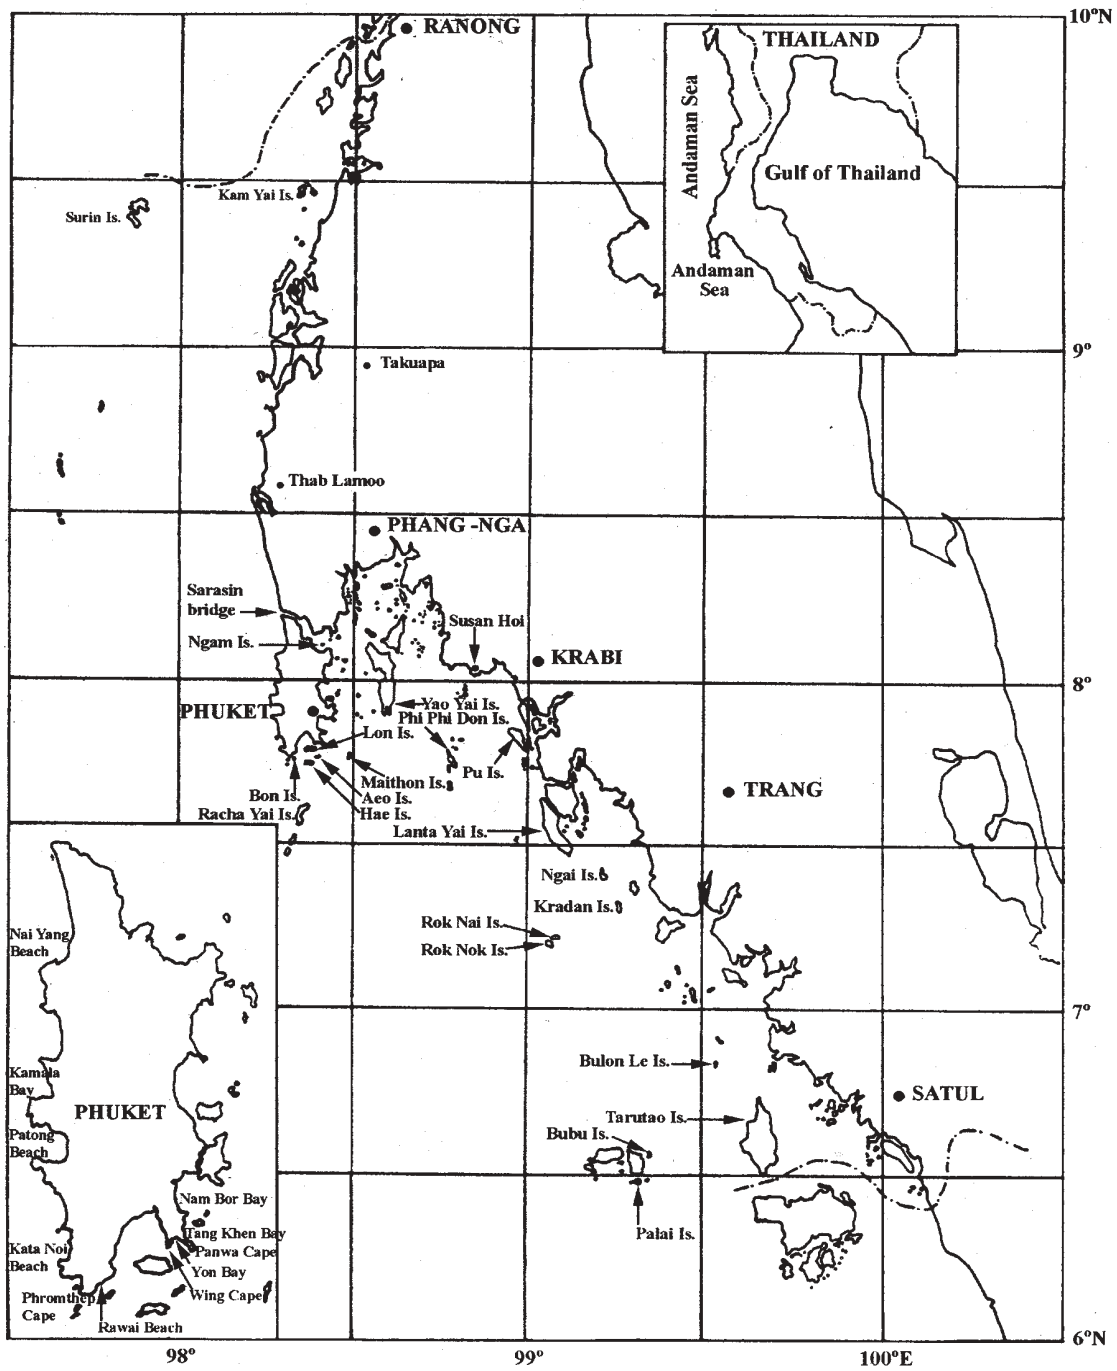 10°N
RANONG
THAILAND
Andaman Sea
Gulf of Thailand
Andaman
Sea
Kam Yai Is.
Surin Is.
9°
Takuapa
Thab Lamoo
PHANG -NGA
Sarasin
bridge
Susan Hoi
Ngam Is.
KRABI
8°
Yao Yai Is.
PHUKET
Phi Phi Don Is.
Lon Is.
Pu Is.
Maithon Is.
TRANG
Bon Is.
Aeo Is.
Racha Yai Is.
Hae Is.
Lanta Yai Is.
Ngai Is.
Kradan Is.
Rok Nai Is.
Rok Nok Is.
Nai Yang
Beach
7°
Bulon Le Is.
Kamala
Bay
SATUL
PHUKET
Tarutao Is.
Patong
Beach
Bubu Is.
Nam Bor Bay
Tang Khen Bay
Palai Is.
Kata Noi
Beach
Panwa Cape
Yon Bay
Wing Cape
Phromthep
Cape
Rawai Beach
6°N
98°
99°
100°E